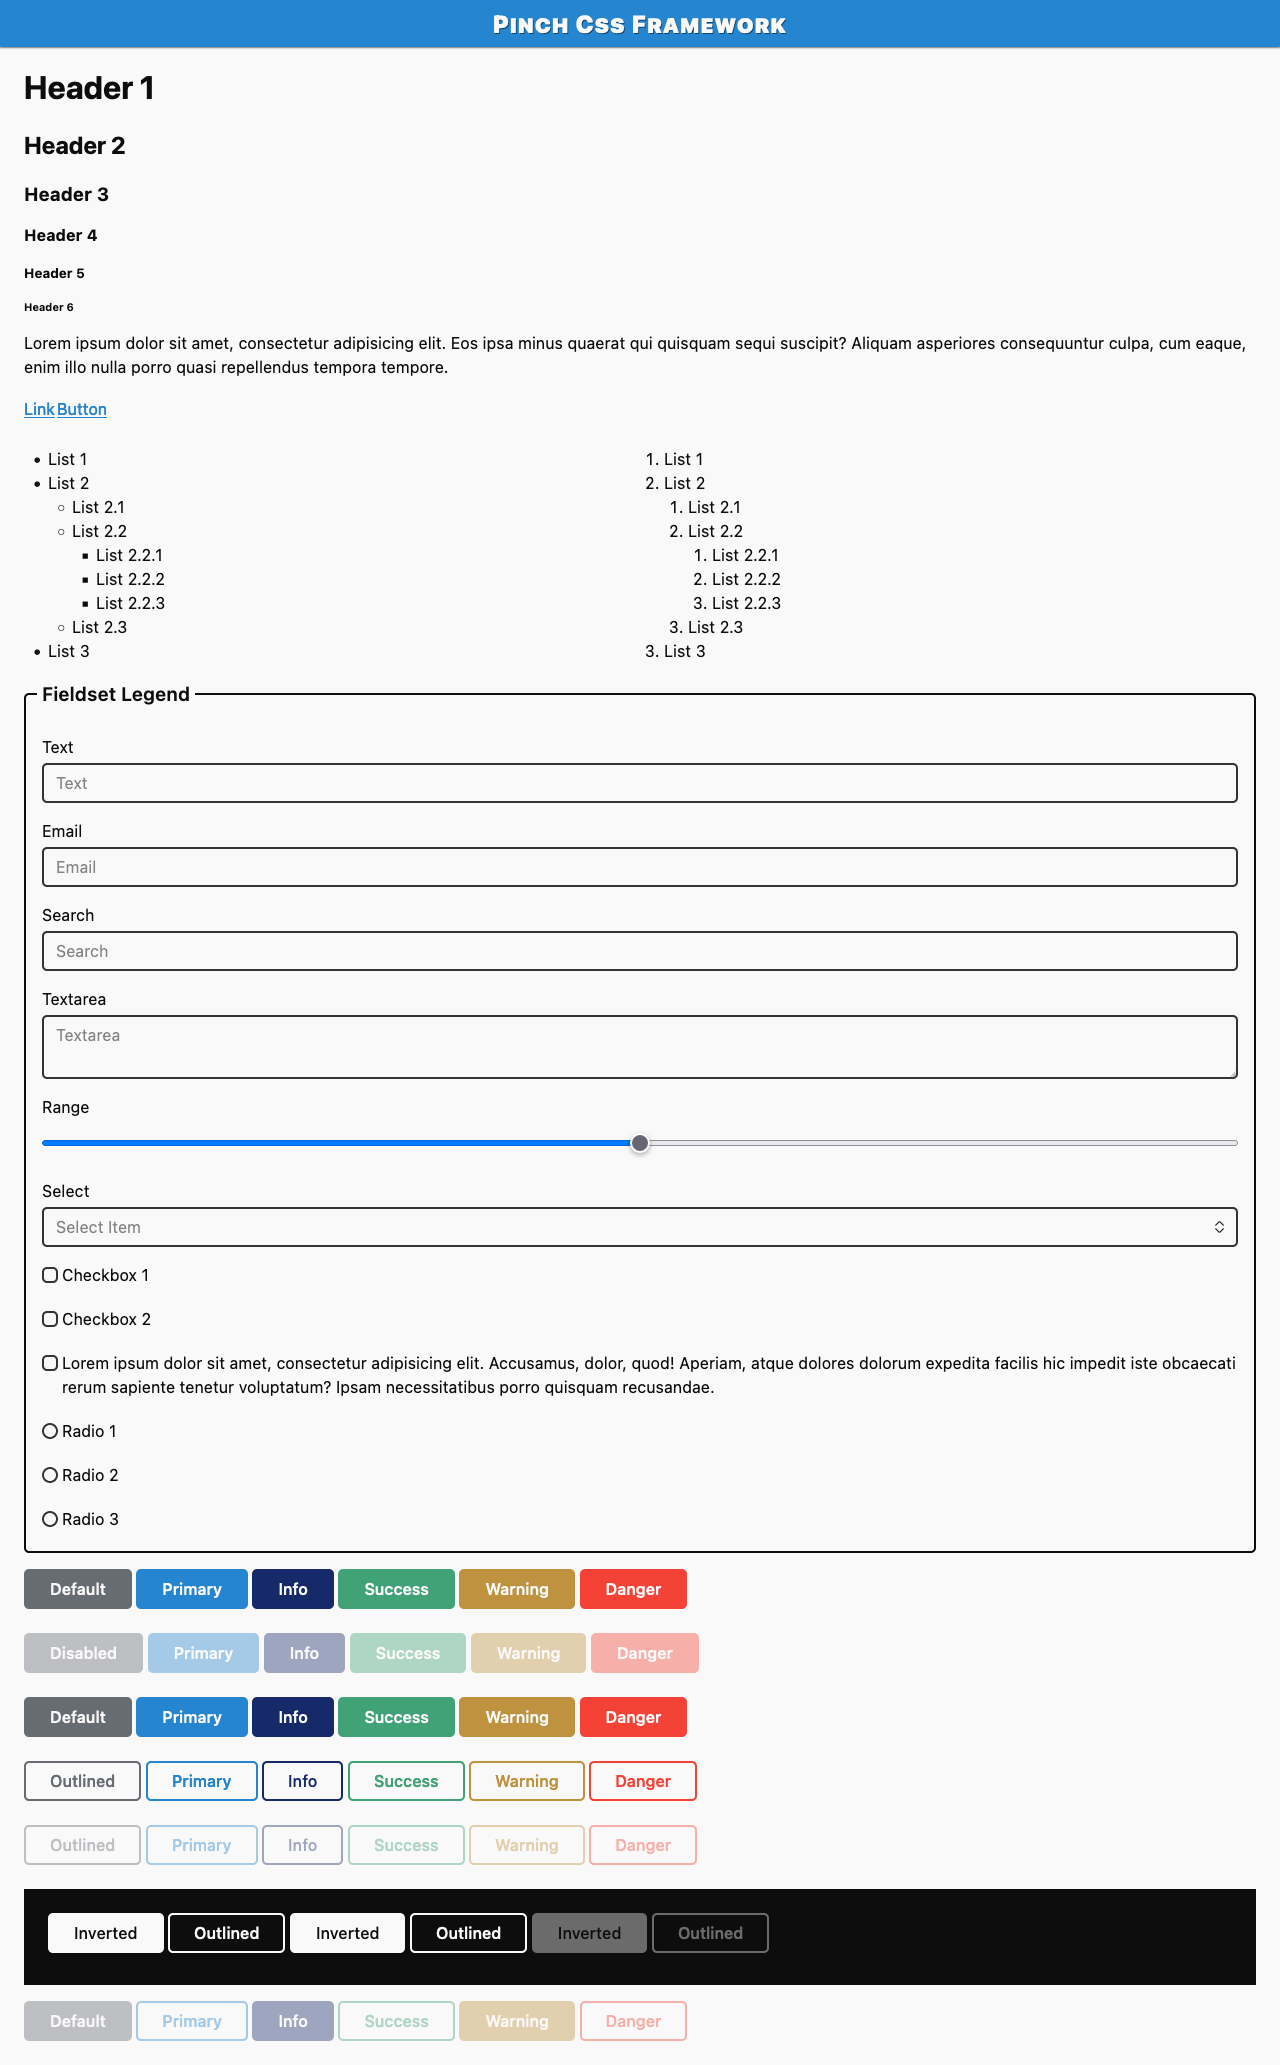 Pinch Css Framework
Header 1
Header 2
Header 3
Header 4
Header 5
Header 6
Lorem ipsum dolor sit amet, consectetur adipisicing elit. Eos ipsa minus quaerat qui quisquam sequi suscipit? Aliquam asperiores consequuntur culpa, cum eaque,
enim illo nulla porro quasi repellendus tempora tempore.
Link Button
• List 1
• List 2
◦ List 2.1
◦ List 2.2
▪ List 2.2.1
▪ List 2.2.2
▪ List 2.2.3
◦ List 2.3
• List 3
1. List 1
2. List 2
1. List 2.1
2. List 2.2
1. List 2.2.1
2. List 2.2.2
3. List 2.2.3
3. List 2.3
3. List 3
Fieldset Legend
Text
Text
Email
Email
Search
Search
Textarea
Textarea
Range
Select
Select Item
Checkbox 1
Checkbox 2
Lorem ipsum dolor sit amet, consectetur adipisicing elit. Accusamus, dolor, quod! Aperiam, atque dolores dolorum expedita facilis hic impedit iste obcaecati
rerum sapiente tenetur voluptatum? Ipsam necessitatibus porro quisquam recusandae.
Radio 1
Radio 2
Radio 3
Default Primary Info Success Warning Danger
Disabled Primary Info Success Warning Danger
Default Primary Info Success Warning Danger
Outlined Primary Info Success Warning Danger
Outlined Primary Info Success Warning Danger
Inverted Outlined Inverted Outlined Inverted Outlined
Default Primary Info Success Warning Danger